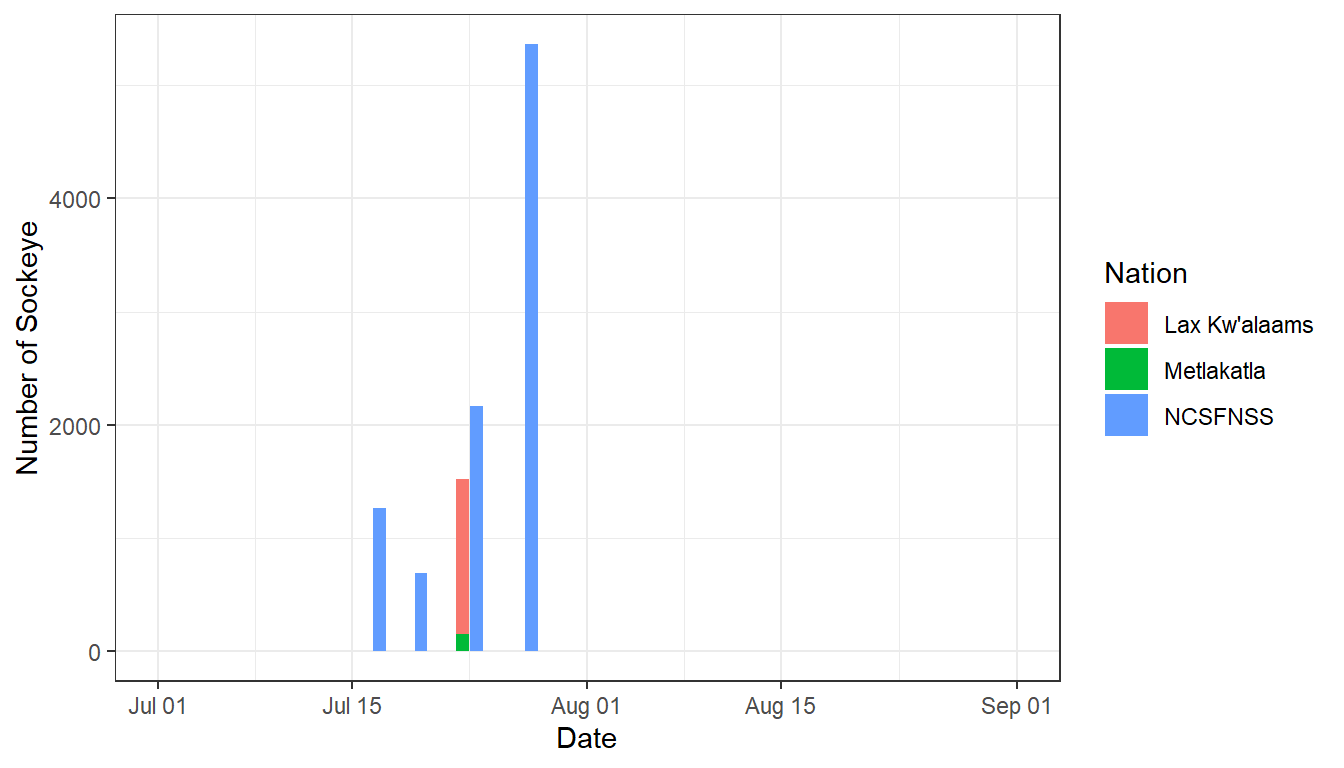 Number of Sockeye
4000
2000
0
Jul 01
Jul 15
Aug 01
Aug 15
Sep 01
Date
Nation
Lax Kw'alaams
Metlakatla
NCSFNSS